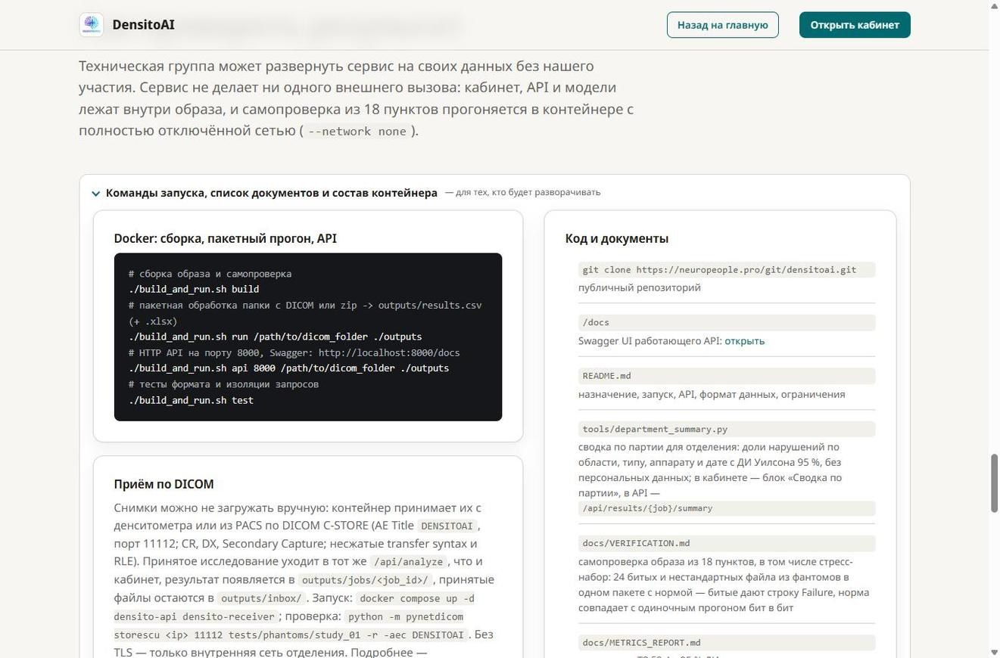 DensitoAI
Назад на главную
Открыть кабинет
Техническая группа может развернуть сервис на своих данных без нашего
участия. Сервис не делает ни одного внешнего вызова: кабинет, API и модели
лежат внутри образа, и самопроверка из 18 пунктов прогоняется в контейнере с
полностью отключённой сетью ( --network none ).
Команды запуска, список документов и состав контейнера — для тех, кто будет разворачивать
Docker: сборка, пакетный прогон, API
# сборка образа и самопроверка
./build_and_run.sh build
# пакетная обработка папки с DICOM или zip -> outputs/results.csv
(+ .xlsx)
./build_and_run.sh run /path/to/dicom_folder ./outputs
# HTTP API на порту 8000, Swagger: http://localhost:8000/docs
./build_and_run.sh api 8000 /path/to/dicom_folder ./outputs
# тесты формата и изоляции запросов
./build_and_run.sh test
Приём по DICOM
Снимки можно не загружать вручную: контейнер принимает их с
денситометра или из PACS по DICOM C-STORE (AE Title DENSITOAI ,
порт 11112; CR, DX, Secondary Capture; несжатые transfer syntax и
RLE). Принятое исследование уходит в тот же /api/analyze , что и
кабинет, результат появляется в outputs/jobs/<job_id>/ , принятые
файлы остаются в outputs/inbox/ . Запуск: docker compose up -d
densito-api densito-receiver ; проверка: python -m pynetdicom
storescu <ip> 11112 tests/phantoms/study_01 -r -aec DENSITOAI . Без
TLS — только внутренняя сеть отделения. Подробнее —
Код и документы
git clone https://neuropeople.pro/git/densitoai.git
публичный репозиторий
/docs
Swagger UI работающего API: открыть
README.md
назначение, запуск, API, формат данных, ограничения
tools/department_summary.py
сводка по партии для отделения: доли нарушений по
области, типу, аппарату и дате с ДИ Уилсона 95 %, без
персональных данных; в кабинете — блок «Сводка по
партии», в API —
/api/results/{job}/summary
docs/VERIFICATION.md
самопроверка образа из 18 пунктов, в том числе стресс-
набор: 24 битых и нестандартных файла из фантомов в
одном пакете с нормой — битые дают строку Failure, норма
совпадает с одиночным прогоном бит в бит
docs/METRICS_REPORT.md